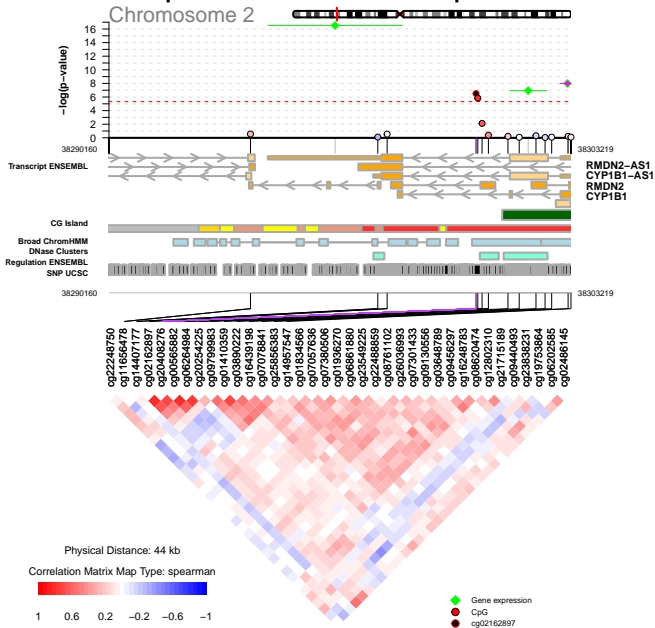 Chromosome 2
−log(p−value)
16
14
12
10
8
6
4
2
0
38290160
38303219
Transcript ENSEMBL
RMDN2−AS1
CYP1B1−AS1
RMDN2
CYP1B1
CG Island
Broad ChromHMM
DNase Clusters
Regulation ENSEMBL
SNP UCSC
38290160
38303219
cg22248750
cg11656478
cg14407177
cg02162897
cg20408276
cg00565882
cg06264984
cg20254225
cg09799983
cg01410359
cg03890222
cg16439198
cg07078841
cg25856383
cg14957547
cg01834566
cg07057636
cg07380506
cg01936270
cg06861880
cg23549225
cg22488859
cg08761102
cg26036993
cg07301433
cg09130556
cg03648789
cg09456297
cg16248783
cg08620474
cg12802310
cg21715189
cg09440493
cg23838231
cg19753864
cg06202585
cg02486145
Physical Distance: 44 kb
Correlation Matrix Map Type: spearman
1 0.6 0.2 −0.2 −0.6 −1
Gene expression
CpG
cg02162897